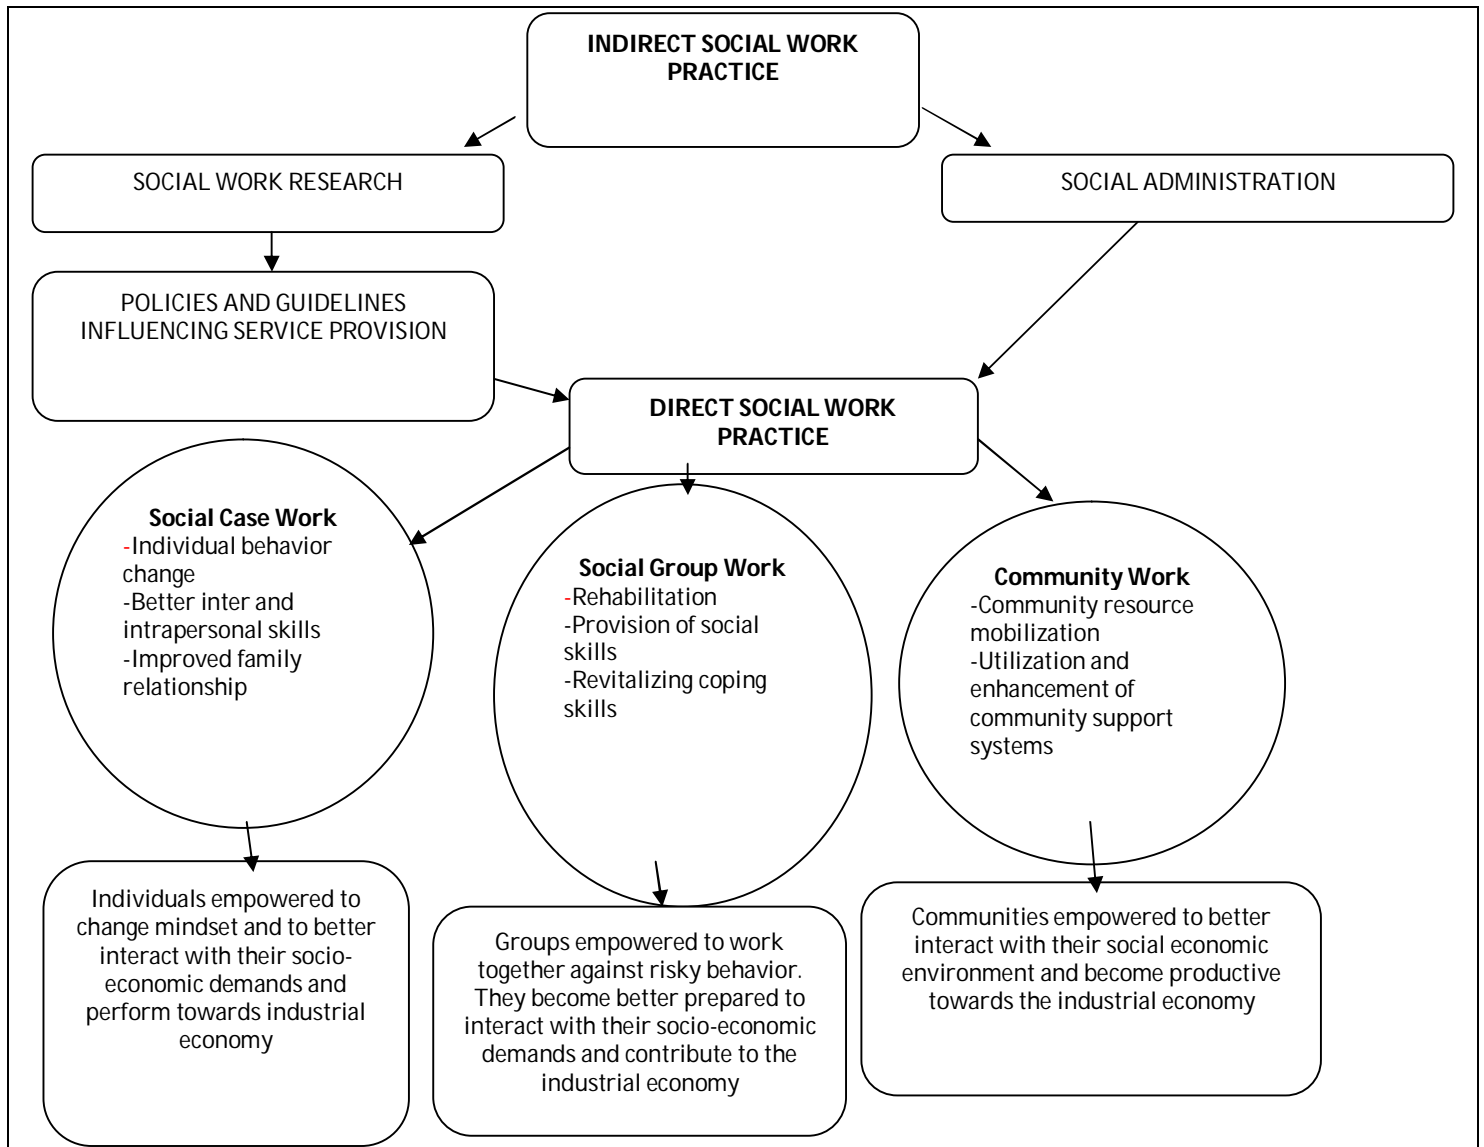 INDIRECT SOCIAL WORK
PRACTICE
SOCIAL WORK RESEARCH
SOCIAL ADMINISTRATION
POLICIES AND GUIDELINES
INFLUENCING SERVICE PROVISION
DIRECT SOCIAL WORK
PRACTICE
Social Case Work
-Individual behavior
change
-Better inter and
intrapersonal skills
-Improved family
relationship
Social Group Work
-Rehabilitation
-Provision of social
skills
-Revitalizing coping
skills
Community Work
-Community resource
mobilization
-Utilization and
enhancement of
community support
systems
Individuals empowered to
change mindset and to better
interact with their socio-
economic demands and
perform towards industrial
economy
Groups empowered to work
together against risky behavior.
They become better prepared to
interact with their socio-economic
demands and contribute to the
industrial economy
Communities empowered to better
interact with their social economic
environment and become productive
towards the industrial economy